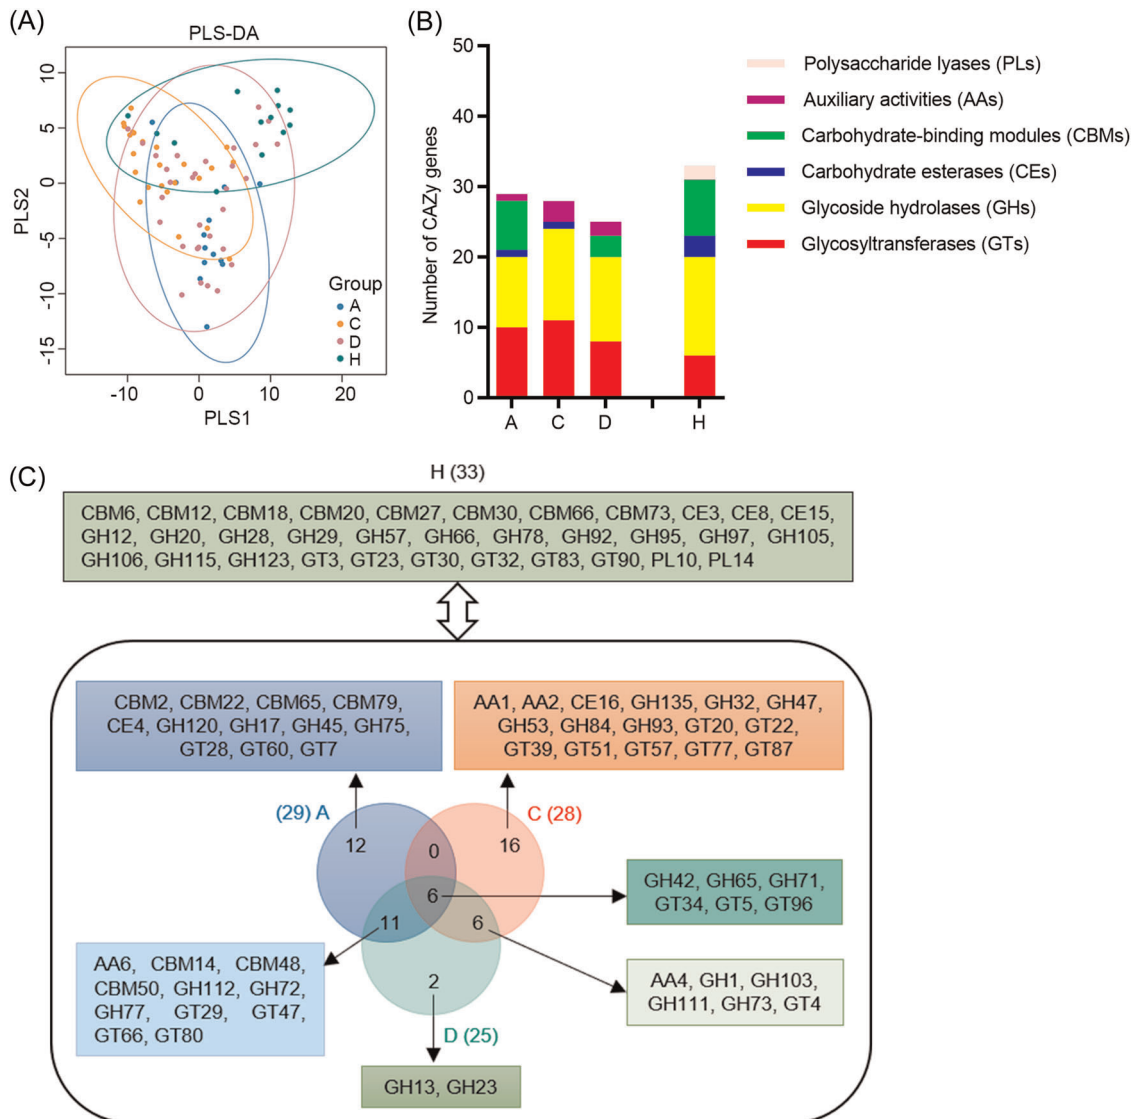 (A)
PLS-DA
10
5
0
-5
-10
-15
PLS2
-10
0
10
20
PLS1
Group
A
C
D
H
(B)
50
40
30
20
10
0
Number of CAZy genes
A
C
D
H
Polysaccharide lyases (PLs)
Auxiliary activities (AAs)
Carbohydrate-binding modules (CBMs)
Carbohydrate esterases (CEs)
Glycoside hydrolases (GHs)
Glycosyltransferases (GTs)
(C)
H (33)
CBM6, CBM12, CBM18, CBM20, CBM27, CBM30, CBM66, CBM73, CE3, CE8, CE15,
GH12, GH20, GH28, GH29, GH57, GH66, GH78, GH92, GH95, GH97, GH105,
GH106, GH115, GH123, GT3, GT23, GT30, GT32, GT83, GT90, PL10, PL14
CBM2, CBM22, CBM65, CBM79,
CE4, GH120, GH17, GH45, GH75,
GT28, GT60, GT7
AA1, AA2, CE16, GH135, GH32, GH47,
GH53, GH84, GH93, GT20, GT22,
GT39, GT51, GT57, GT77, GT87
(29) A
C (28)
12
0
16
6
11
6
2
D (25)
GH42, GH65, GH71,
GT34, GT5, GT96
AA6, CBM14, CBM48,
CBM50, GH112, GH72,
GH77, GT29, GT47,
GT66, GT80
AA4, GH1, GH103,
GH111, GH73, GT4
GH13, GH23